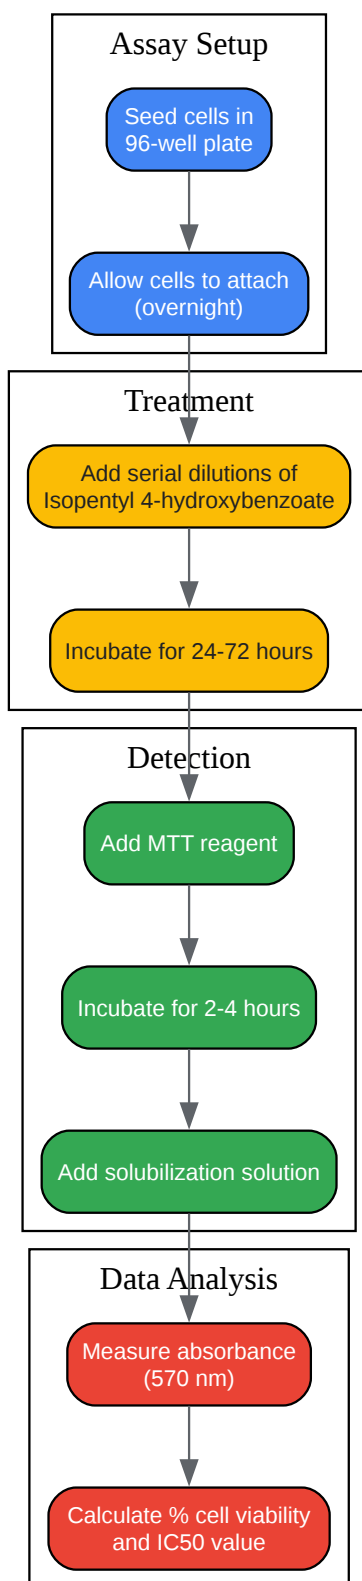 Assay Setup
Seed cells in
96-well plate
Allow cells to attach
(overnight)
Treatment
Add serial dilutions of
Isopentyl 4-hydroxybenzoate
Incubate for 24-72 hours
Detection
Add MTT reagent
Incubate for 2-4 hours
Add solubilization solution
Data Analysis
Measure absorbance
(570 nm)
Calculate % cell viability
and IC50 value